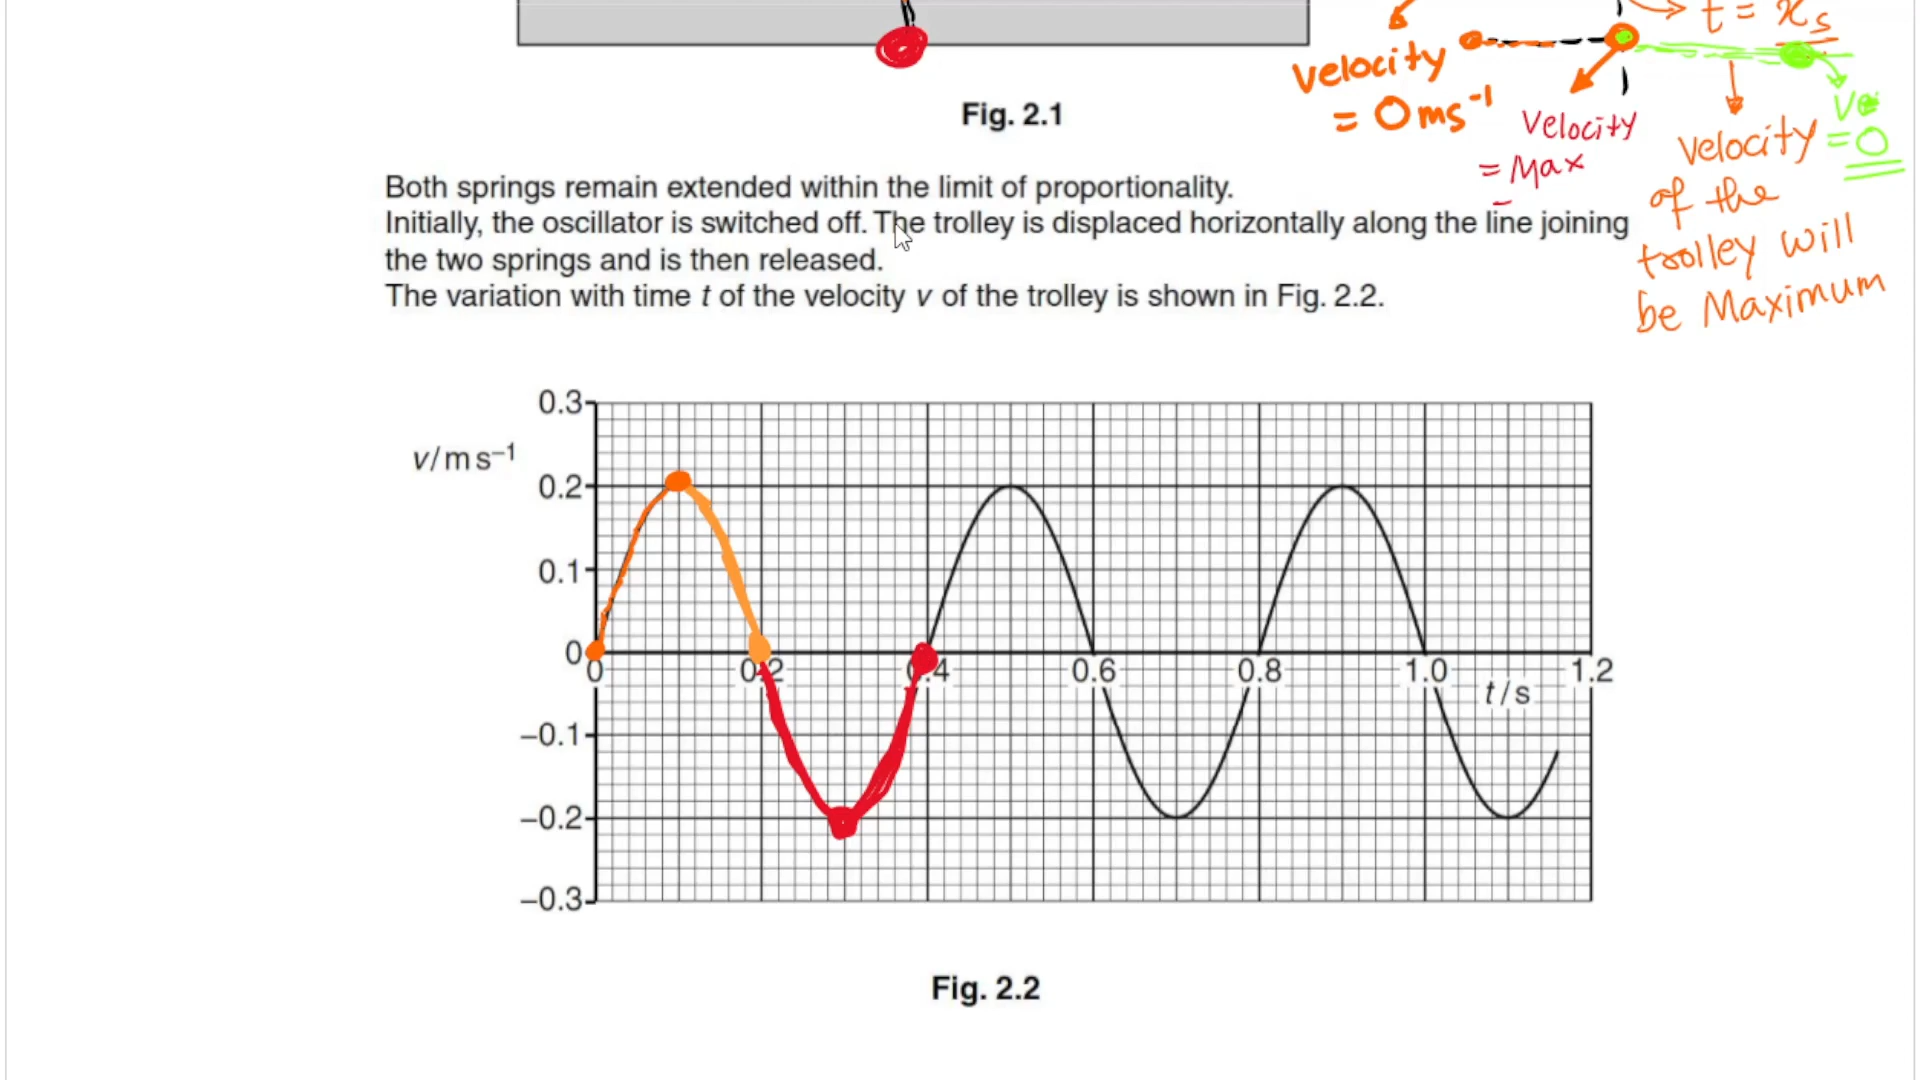 t = x s
Velocity
= 0 ms⁻¹
Fig. 2.1
Velocity
= Max
= 0
Velocity
of the
trolley will
be Maximum
Both springs remain extended within the limit of proportionality.
Initially, the oscillator is switched off. The trolley is displaced horizontally along the line joining
the two springs and is then released.
The variation with time t of the velocity v of the trolley is shown in Fig. 2.2.
0.3
v/m s⁻¹
0.2
0.1
0
0 0.2 0.4 0.6 0.8 1.0 1.2
t/s
−0.1
−0.2
−0.3
Fig. 2.2